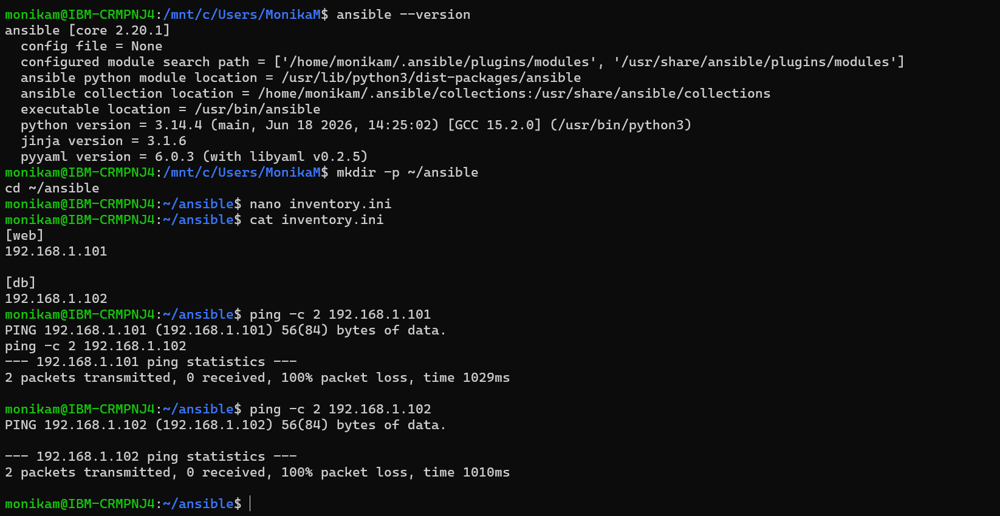 monikam@IBM-CRMPNJ4:/mnt/c/Users/MonikaM$ ansible --version
ansible [core 2.20.1]
  config file = None
  configured module search path = ['/home/monikam/.ansible/plugins/modules', '/usr/share/ansible/plugins/modules']
  ansible python module location = /usr/lib/python3/dist-packages/ansible
  ansible collection location = /home/monikam/.ansible/collections:/usr/share/ansible/collections
  executable location = /usr/bin/ansible
  python version = 3.14.4 (main, Jun 18 2026, 14:25:02) [GCC 15.2.0] (/usr/bin/python3)
  jinja version = 3.1.6
  pyyaml version = 6.0.3 (with libyaml v0.2.5)
monikam@IBM-CRMPNJ4:/mnt/c/Users/MonikaM$ mkdir -p ~/ansible
cd ~/ansible
monikam@IBM-CRMPNJ4:~/ansible$ nano inventory.ini
monikam@IBM-CRMPNJ4:~/ansible$ cat inventory.ini
[web]
192.168.1.101

[db]
192.168.1.102
monikam@IBM-CRMPNJ4:~/ansible$ ping -c 2 192.168.1.101
PING 192.168.1.101 (192.168.1.101) 56(84) bytes of data.
ping -c 2 192.168.1.102
--- 192.168.1.101 ping statistics ---
2 packets transmitted, 0 received, 100% packet loss, time 1029ms

monikam@IBM-CRMPNJ4:~/ansible$ ping -c 2 192.168.1.102
PING 192.168.1.102 (192.168.1.102) 56(84) bytes of data.

--- 192.168.1.102 ping statistics ---
2 packets transmitted, 0 received, 100% packet loss, time 1010ms

monikam@IBM-CRMPNJ4:~/ansible$